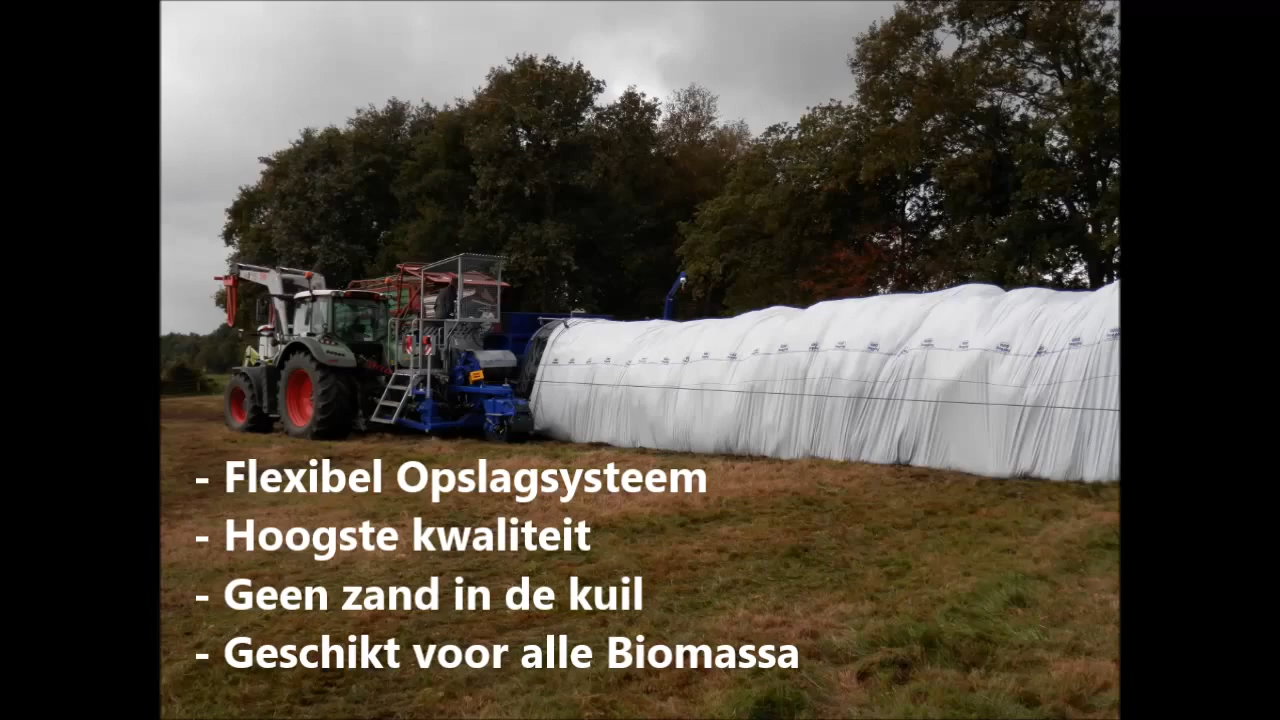 - Flexibel Opslagsysteem
- Hoogste kwaliteit
- Geen zand in de kuil
- Geschikt voor alle Biomassa